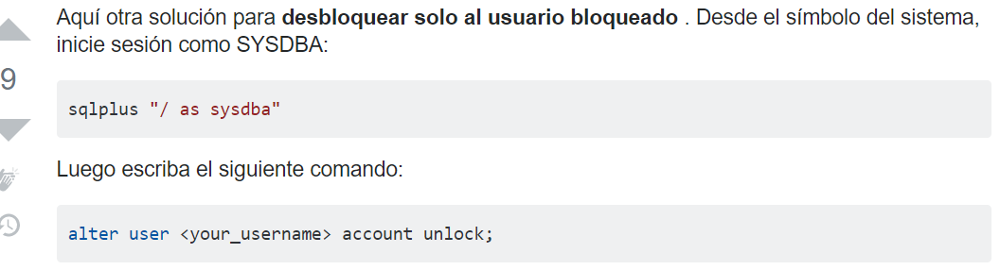 Aquí otra solución para desbloquear solo al usuario bloqueado . Desde el símbolo del sistema,
inicie sesión como SYSDBA:
9
sqlplus "/ as sysdba"
Luego escriba el siguiente comando:
alter user <your_username> account unlock;